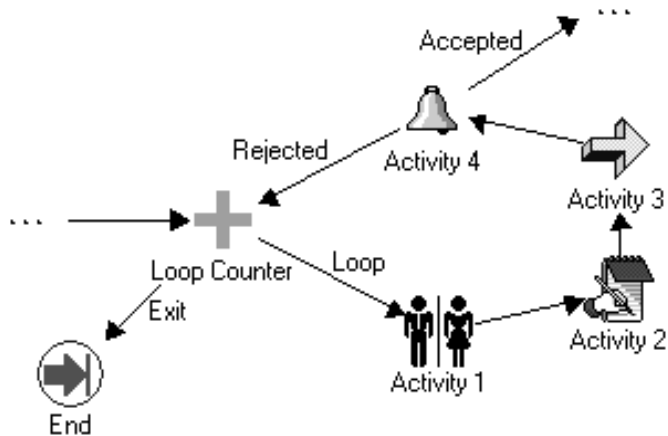 ...
Accepted
Rejected
Activity 4
Activity 3
...
Loop Counter
Loop
Exit
Activity 2
Activity 1
End